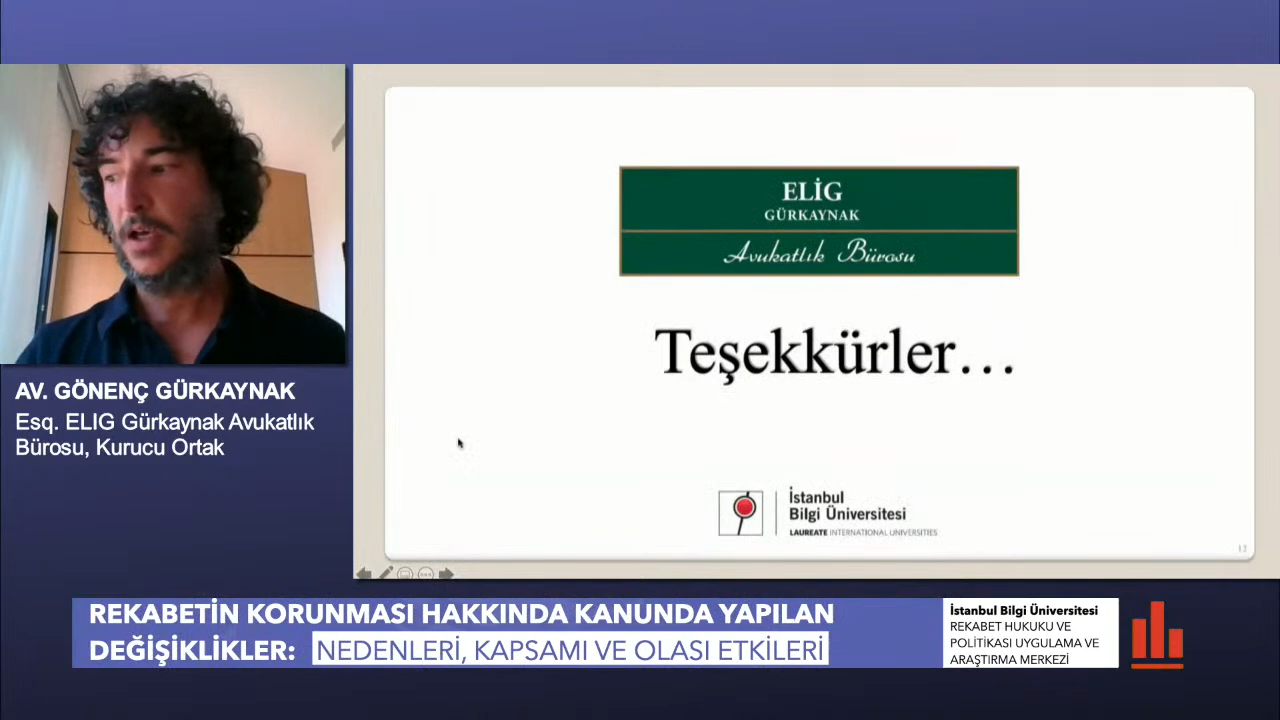 ELİG
GÜRKAYNAK
Avukatlık Bürosu
Teşekkürler…
İstanbul
Bilgi Üniversitesi
LAUREATE INTERNATIONAL UNIVERSITIES
AV. GÖNENÇ GÜRKAYNAK
Esq. ELIG Gürkaynak Avukatlık
Bürosu, Kurucu Ortak
REKABETİN KORUNMASI HAKKINDA KANUNDA YAPILAN
DEĞİŞİKLİKLER: NEDENLERİ, KAPSAMI VE OLASI ETKİLERİ
İstanbul Bilgi Üniversitesi
REKABET HUKUKU VE
POLİTİKASI UYGULAMA VE
ARAŞTIRMA MERKEZİ